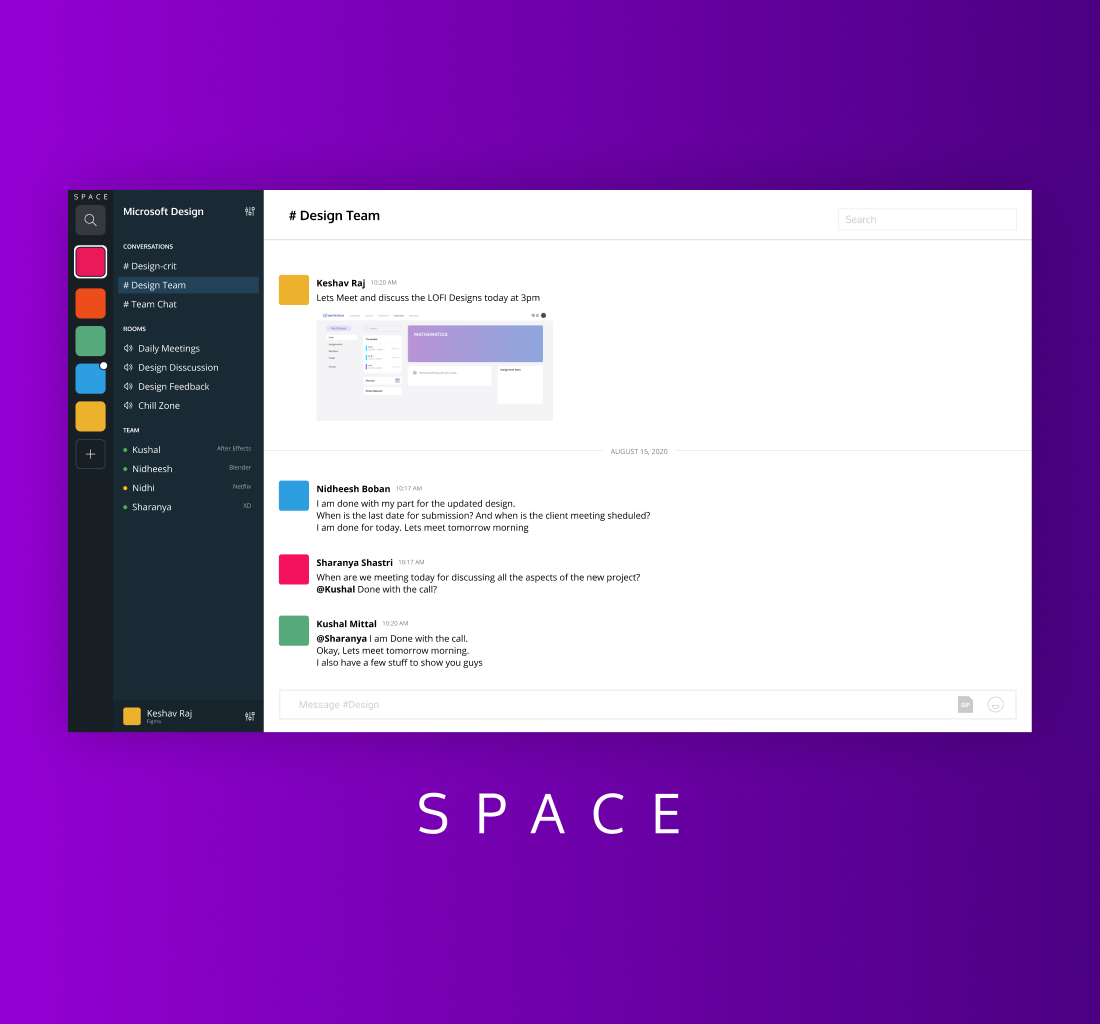 SPACE
Microsoft Design
CONVERSATIONS
# Design-crit
# Design Team
# Team Chat
ROOMS
Daily Meetings
Design Disscussion
Design Feedback
Chill Zone
TEAM
Kushal After Effects
Nidheesh Blender
Nidhi Netflix
Sharanya XD
Keshav Raj
Figma
# Design Team
Search
Keshav Raj 10:20 AM
Lets Meet and discuss the LOFI Designs today at 3pm
MATHEMATICS
AUGUST 15, 2020
Nidheesh Boban 10:17 AM
I am done with my part for the updated design.
When is the last date for submission? And when is the client meeting sheduled?
I am done for today. Lets meet tomorrow morning
Sharanya Shastri 10:17 AM
When are we meeting today for discussing all the aspects of the new project?
@Kushal Done with the call?
Kushal Mittal 10:20 AM
@Sharanya I am Done with the call.
Okay, Lets meet tomorrow morning.
I also have a few stuff to show you guys
Message #Design
GIF
SPACE